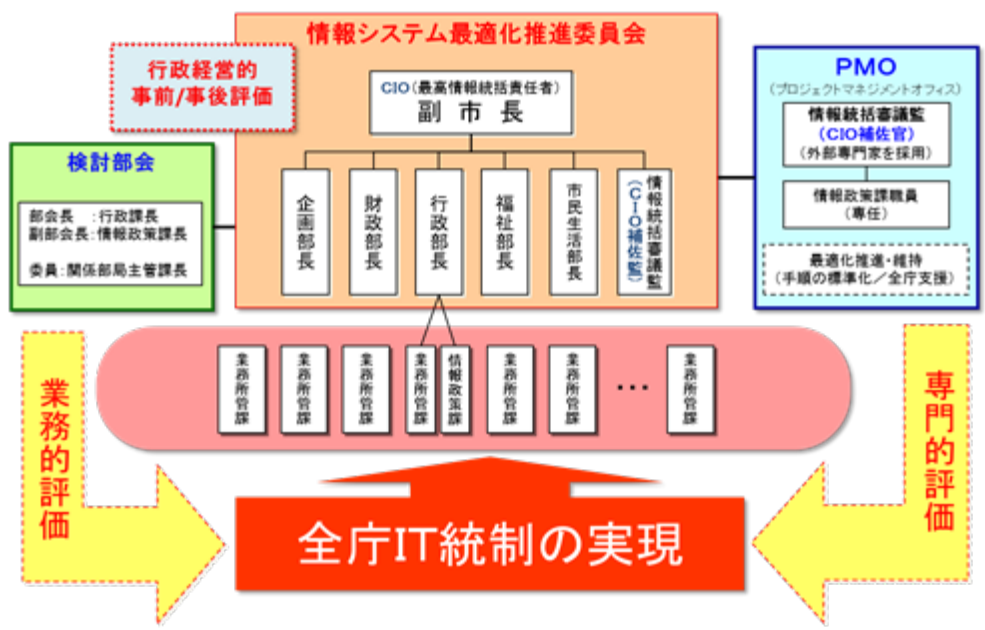 情報システム最適化推進委員会
行政経営的
事前/事後評価
CIO(最高情報統括責任者)
副市長
企画部長
財政部長
行政部長
福祉部長
市民生活部長
情報統括審議監
(CIO補佐監)
検討部会
部会長　:行政課長
副部会長:情報政策課長
委員:関係部局主管課長
PMO
(プロジェクトマネジメントオフィス)
情報統括審議監
(CIO補佐官)
(外部専門家を採用)
情報政策課職員
(専任)
最適化推進・維持
(手順の標準化/全庁支援)
業務所管課
業務所管課
業務所管課
業務所管課
情報政策課
業務所管課
業務所管課
…
業務所管課
業務的評価
専門的評価
全庁IT統制の実現